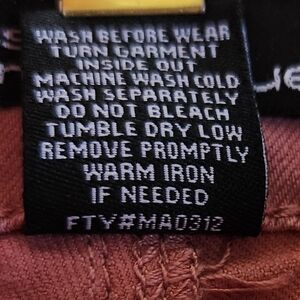 WASH BEFORE WEAR
TURN GARMENT
INSIDE OUT
MACHINE WASH COLD
WASH SEPARATELY
DO NOT BLEACH
TUMBLE DRY LOW
REMOVE PROMPTLY
WARM IRON
IF NEEDED
FTY#MA0312